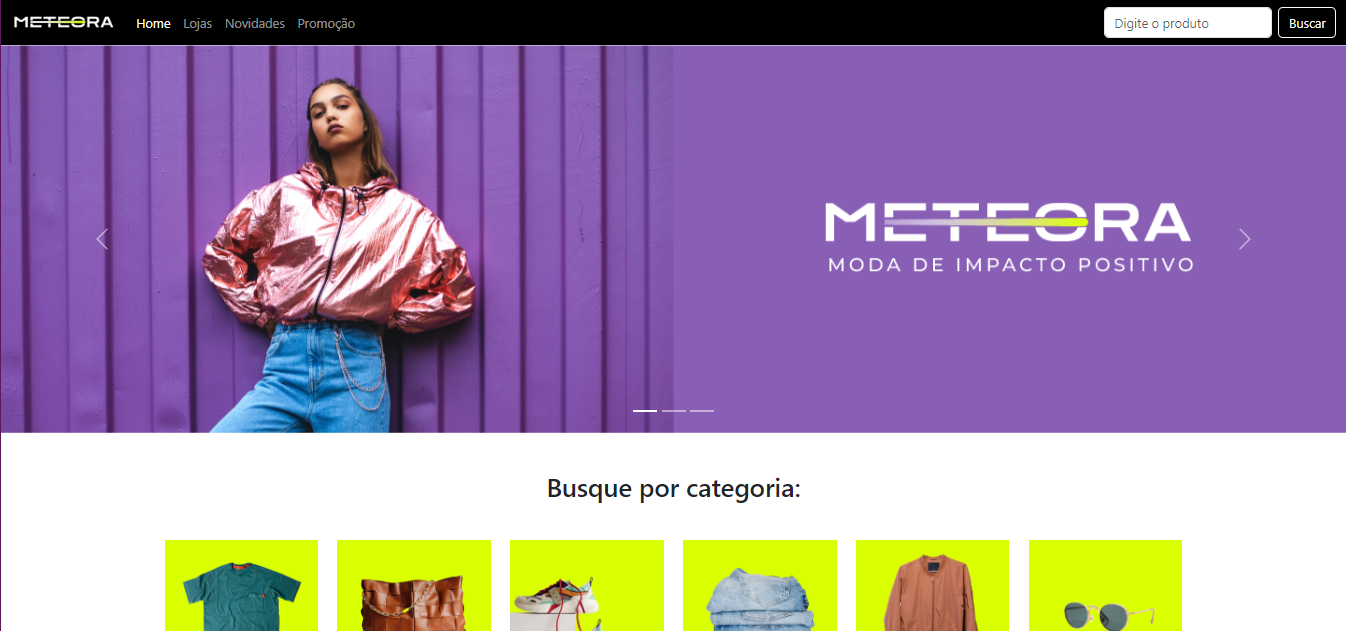 METEORA Home Lojas Novidades Promoção Digite o produto Buscar
METEORA
MODA DE IMPACTO POSITIVO
Busque por categoria: